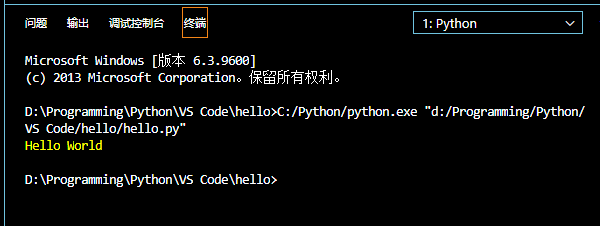 问题 输出 调试控制台 终端 1: Python
Microsoft Windows [版本 6.3.9600]
(c) 2013 Microsoft Corporation。保留所有权利。
D:\Programming\Python\VS Code\hello>C:/Python/python.exe "d:/Programming/Python/
VS Code/hello/hello.py"
Hello World
D:\Programming\Python\VS Code\hello>